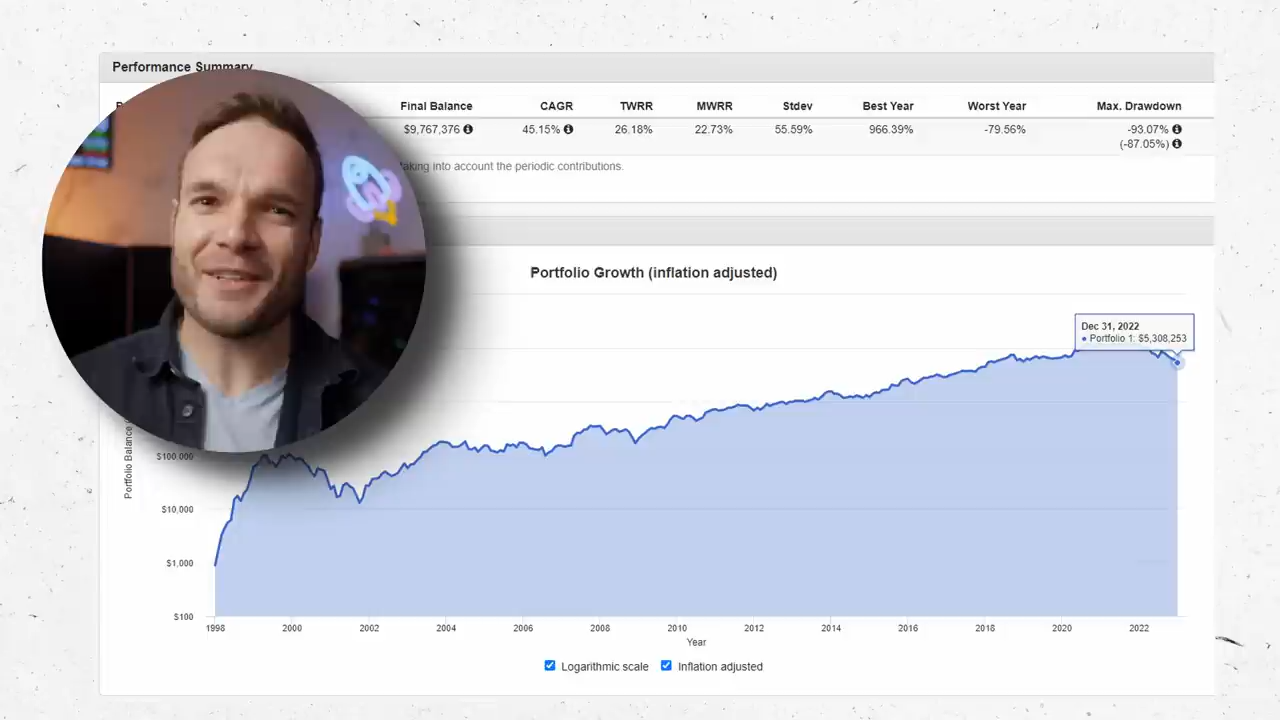 Performance Summary
Final Balance CAGR TWRR MWRR Stdev Best Year Worst Year Max. Drawdown
$9,767,376 45.15% 26.18% 22.73% 55.59% 966.39% -79.56% -93.07%
(-87.05%)
taking into account the periodic contributions.
Portfolio Growth (inflation adjusted)
Dec 31, 2022
Portfolio 1: $5,308,253
Portfolio Balance
$100,000
$10,000
$1,000
$100
1998 2000 2002 2004 2006 2008 2010 2012 2014 2016 2018 2020 2022
Year
Logarithmic scale Inflation adjusted